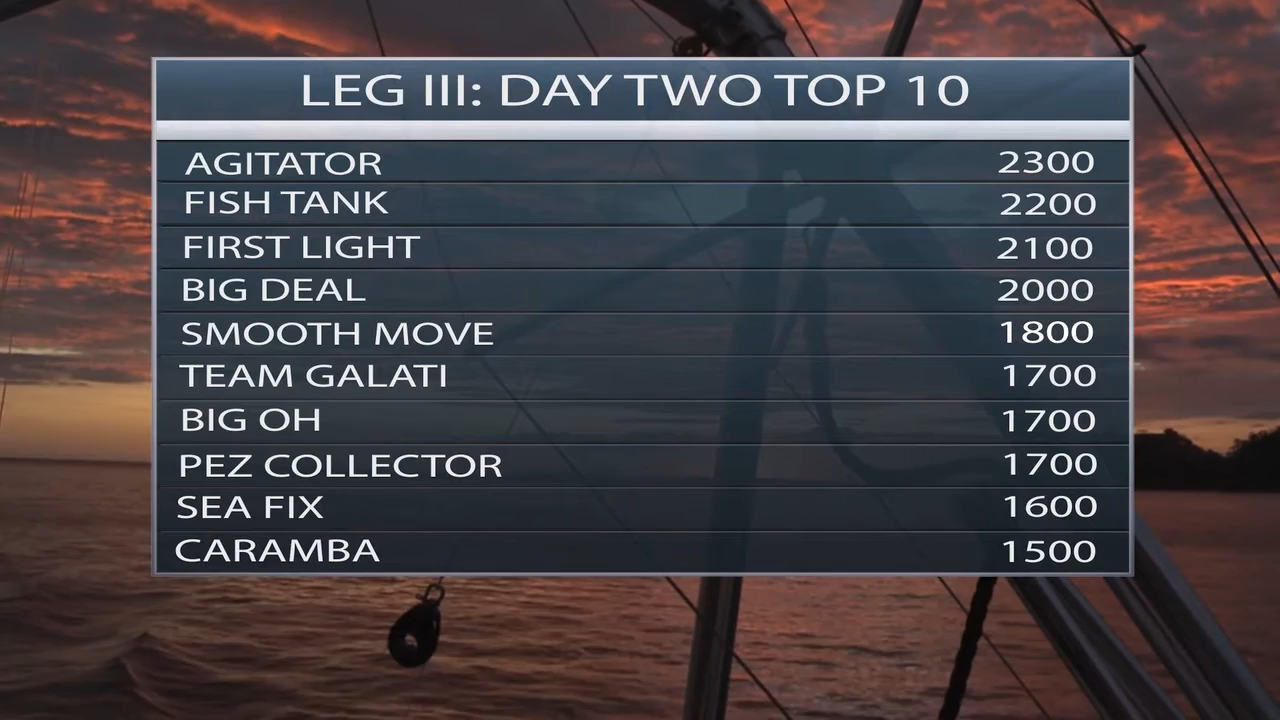 LEG III: DAY TWO TOP 10
AGITATOR 2300
FISH TANK 2200
FIRST LIGHT 2100
BIG DEAL 2000
SMOOTH MOVE 1800
TEAM GALATI 1700
BIG OH 1700
PEZ COLLECTOR 1700
SEA FIX 1600
CARAMBA 1500